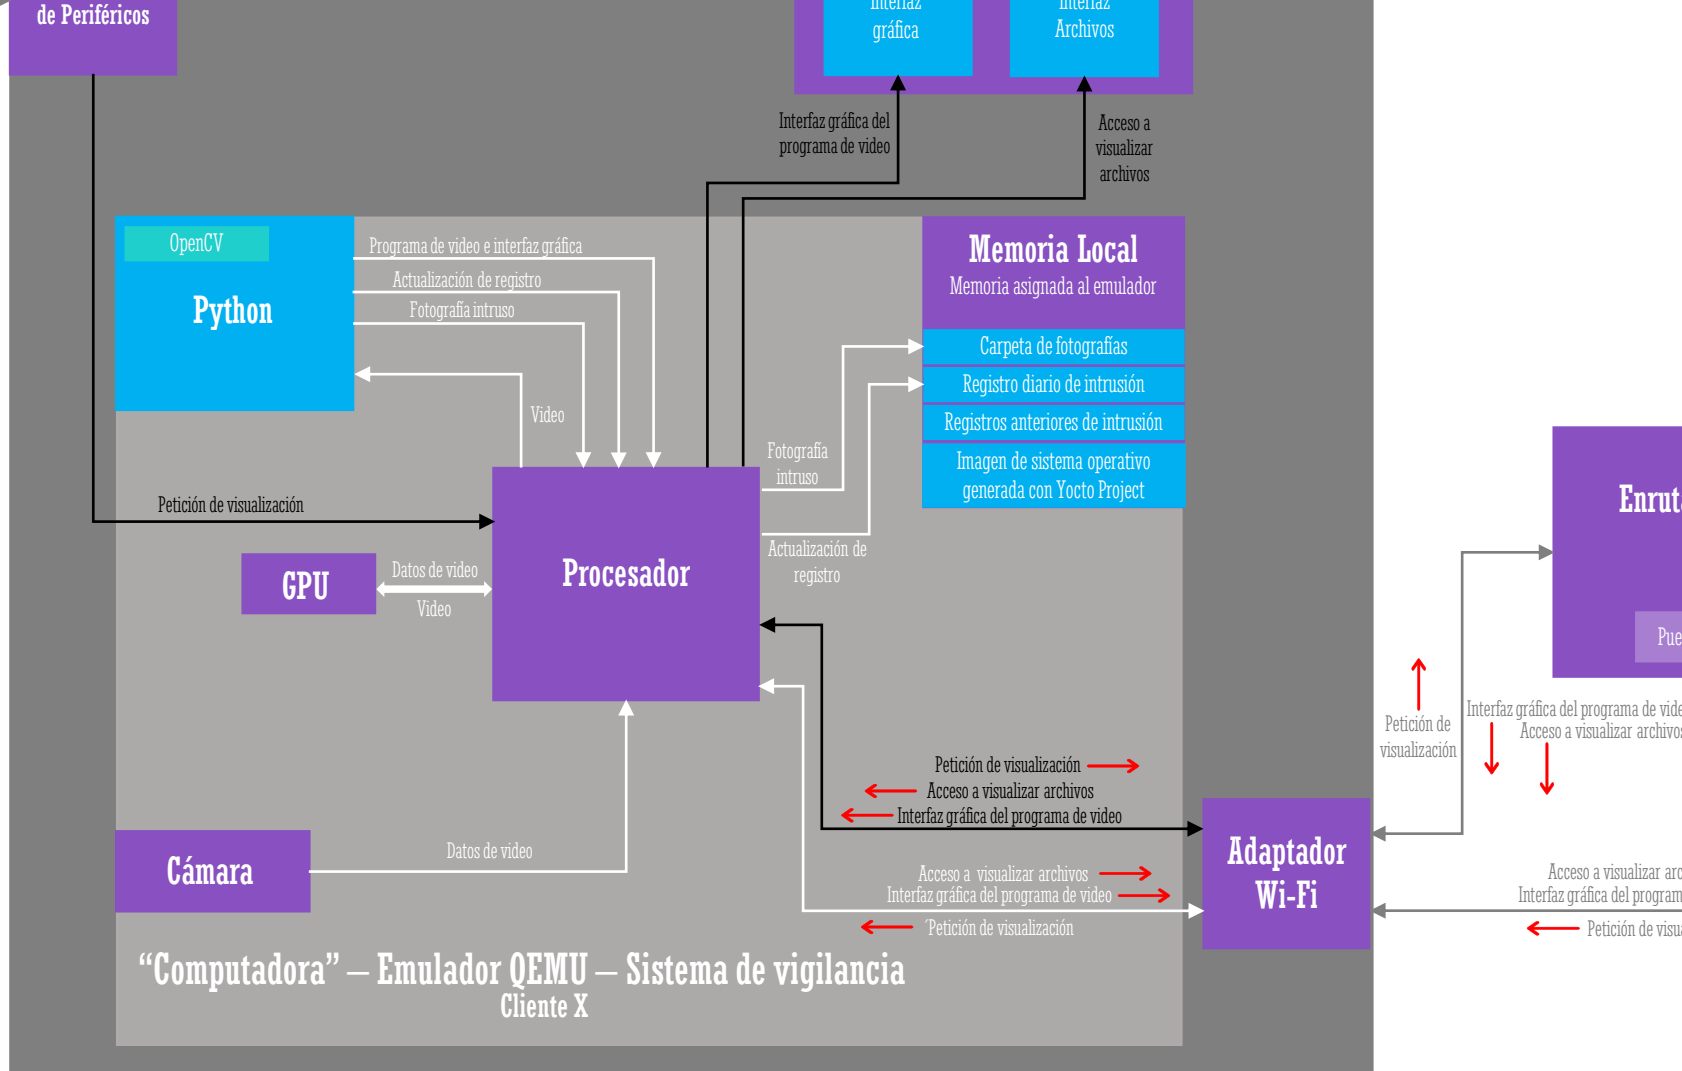 de Periféricos
Interfaz
gráfica
Interfaz
Archivos
Interfaz gráfica del
programa de video
Acceso a
visualizar
archivos
OpenCV
Python
Programa de video e interfaz gráfica
Actualización de registro
Fotografía intruso
Video
Memoria Local
Memoria asignada al emulador
Carpeta de fotografías
Registro diario de intrusión
Registros anteriores de intrusión
Imagen de sistema operativo
generada con Yocto Project
Fotografía
intruso
Petición de visualización
Procesador
Actualización de
registro
GPU
Datos de video
Video
Enruta
Pue
Petición de
visualización
Interfaz gráfica del programa de vide
Acceso a visualizar archivos
Petición de visualización
Acceso a visualizar archivos
Interfaz gráfica del programa de video
Adaptador
Wi-Fi
Cámara
Datos de video
Acceso a visualizar archivos
Interfaz gráfica del programa de video
´Petición de visualización
Acceso a visualizar arc
Interfaz gráfica del program
Petición de visua
“Computadora” – Emulador QEMU – Sistema de vigilancia
Cliente X